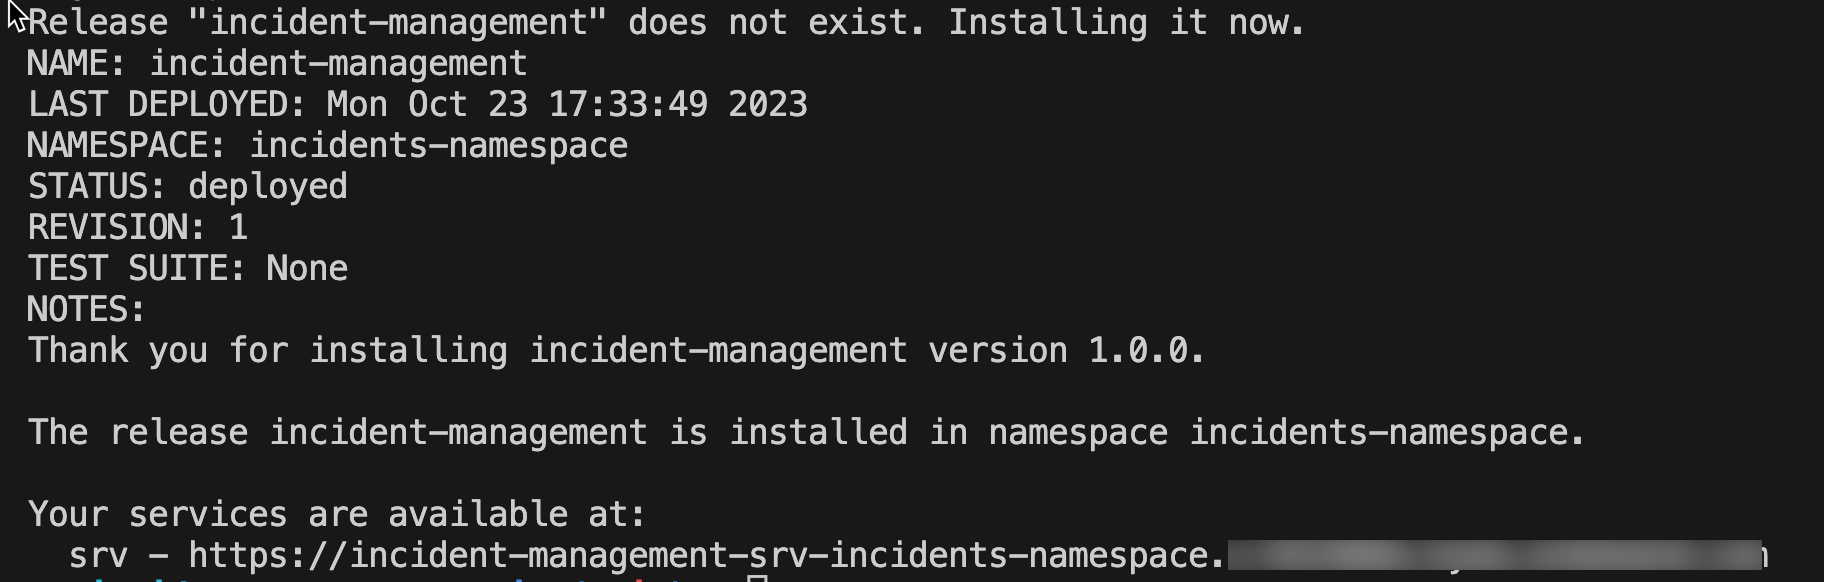 Release "incident-management" does not exist. Installing it now.
NAME: incident-management
LAST DEPLOYED: Mon Oct 23 17:33:49 2023
NAMESPACE: incidents-namespace
STATUS: deployed
REVISION: 1
TEST SUITE: None
NOTES:
Thank you for installing incident-management version 1.0.0.
The release incident-management is installed in namespace incidents-namespace.
Your services are available at:
srv - https://incident-management-srv-incidents-namespace.